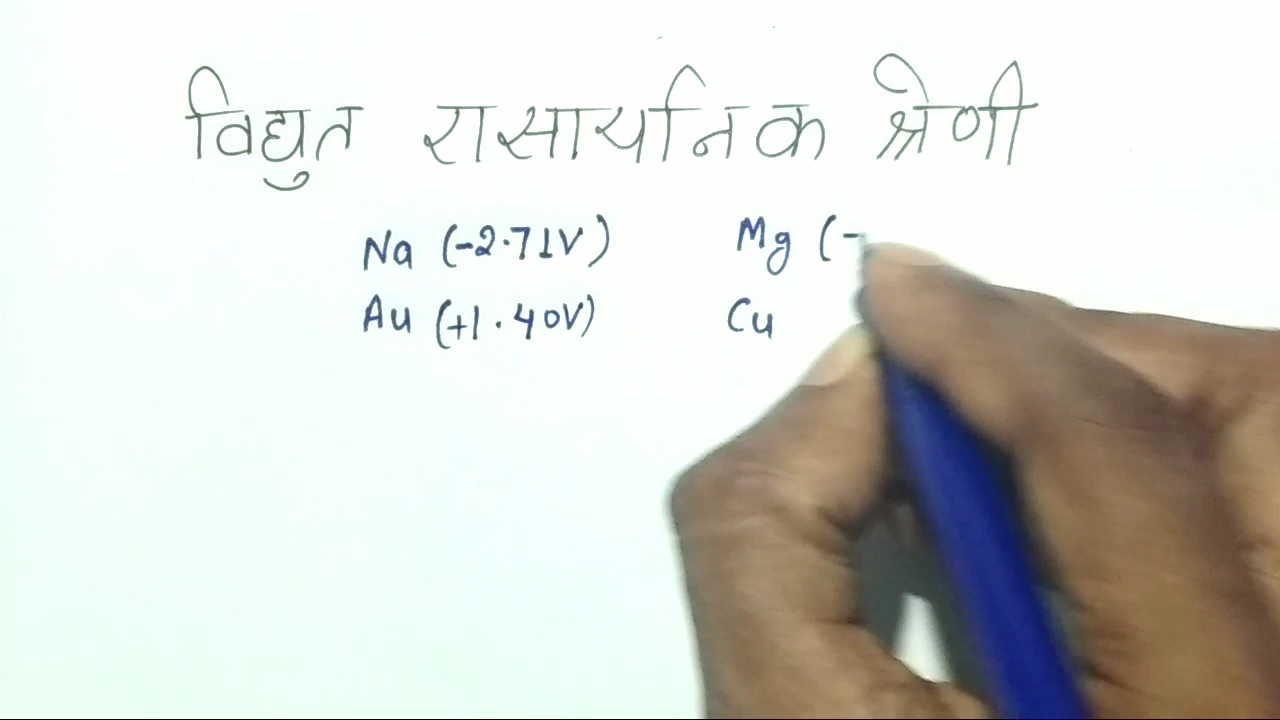 विद्युत रासायनिक श्रेणी
Na (-2.71V) Mg (-
Au (+1.40V) Cu